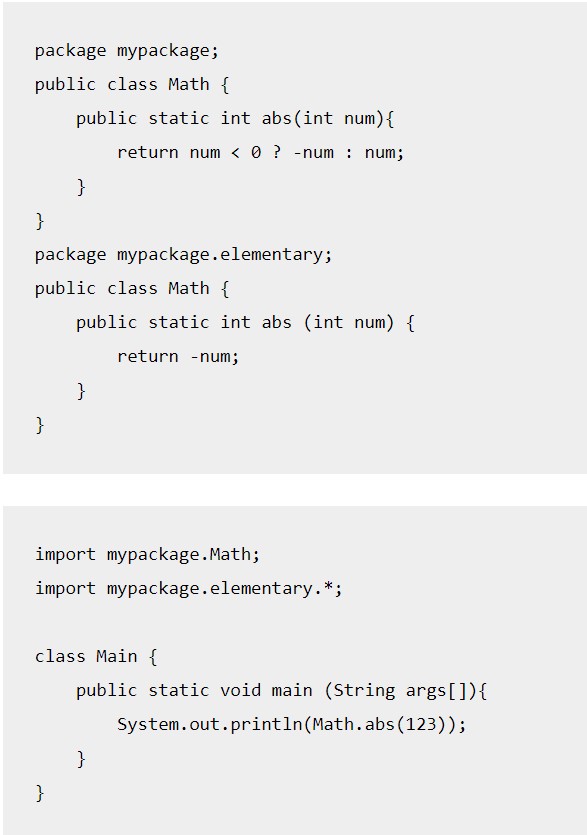 package mypackage;
public class Math {
    public static int abs(int num){
        return num < 0 ? -num : num;
    }
}
package mypackage.elementary;
public class Math {
    public static int abs (int num) {
        return -num;
    }
}
import mypackage.Math;
import mypackage.elementary.*;
class Main {
    public static void main (String args[]){
        System.out.println(Math.abs(123));
    }
}